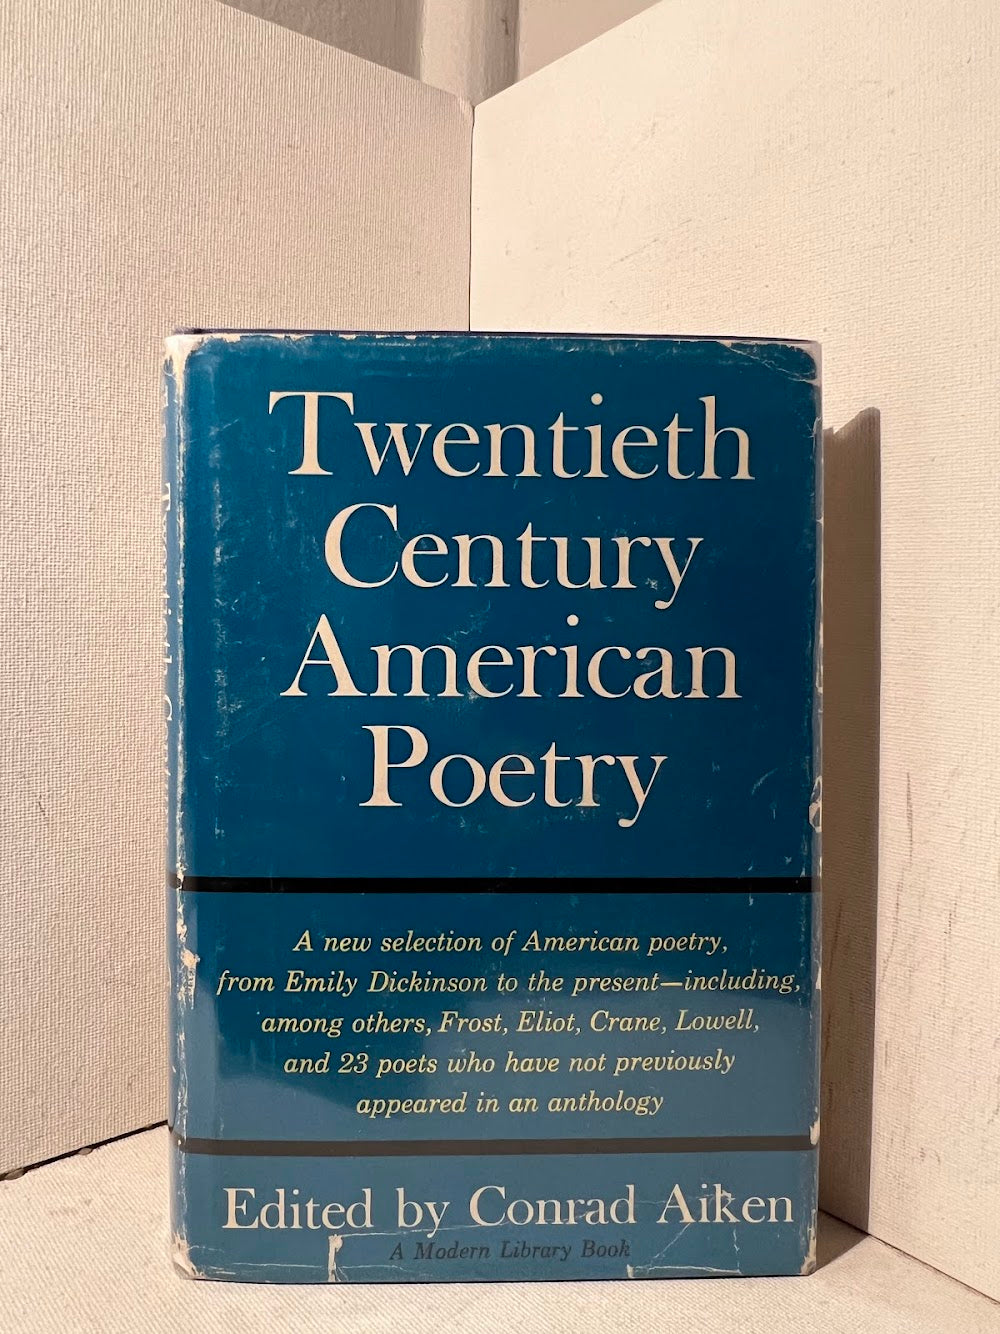 Twentieth
Century
American
Poetry
A new selection of American poetry,
from Emily Dickinson to the present—including,
among others, Frost, Eliot, Crane, Lowell,
and 23 poets who have not previously
appeared in an anthology
Edited by Conrad Aiken
A Modern Library Book